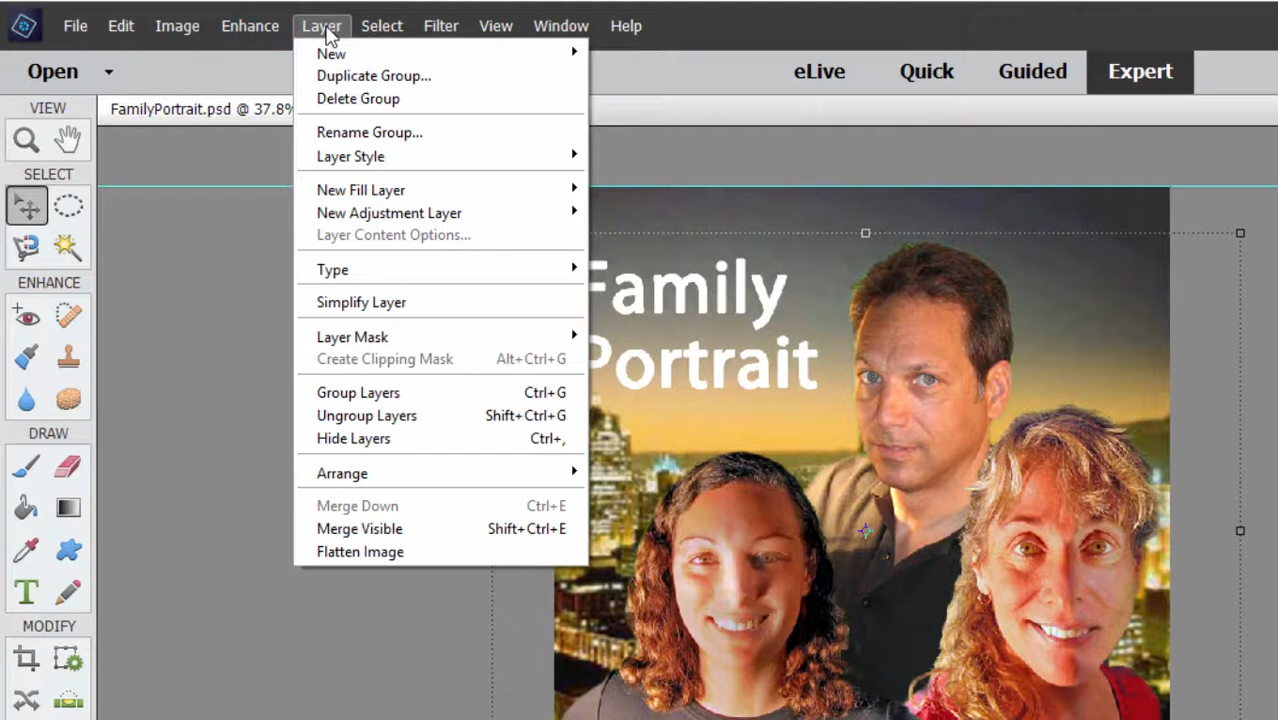 File Edit Image Enhance Layer Select Filter View Window Help
Open eLive Quick Guided Expert
VIEW
FamilyPortrait.psd @ 37.8%
SELECT
ENHANCE
DRAW
MODIFY
New
Duplicate Group...
Delete Group
Rename Group...
Layer Style
New Fill Layer
New Adjustment Layer
Layer Content Options...
Type
Simplify Layer
Layer Mask
Create Clipping Mask Alt+Ctrl+G
Group Layers Ctrl+G
Ungroup Layers Shift+Ctrl+G
Hide Layers Ctrl+,
Arrange
Merge Down Ctrl+E
Merge Visible Shift+Ctrl+E
Flatten Image
Family
Portrait